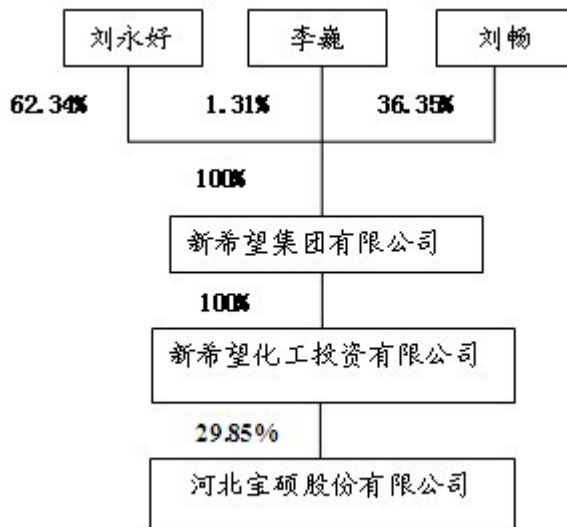 刘永好 李巍 刘畅
62.34% 1.31% 36.35%
100%
新希望集团有限公司
100%
新希望化工投资有限公司
29.85%
河北宝硕股份有限公司